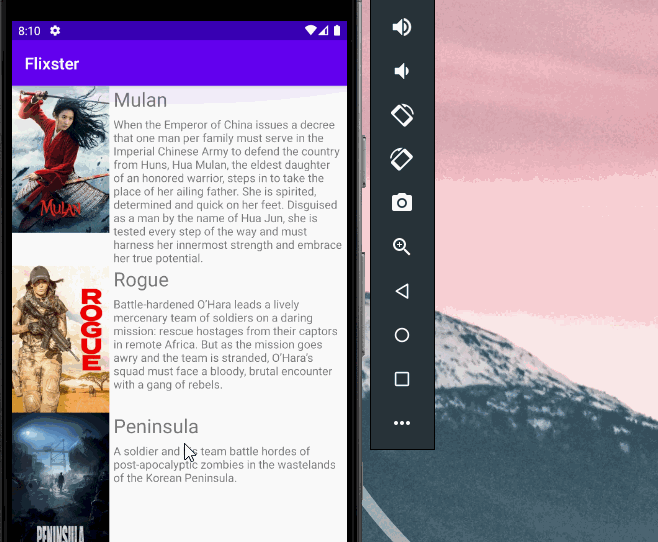 8:10
Flixster
MULAN
Mulan
When the Emperor of China issues a decree
that one man per family must serve in the
Imperial Chinese Army to defend the country
from Huns, Hua Mulan, the eldest daughter
of an honored warrior, steps in to take the
place of her ailing father. She is spirited,
determined and quick on her feet. Disguised
as a man by the name of Hua Jun, she is
tested every step of the way and must
harness her innermost strength and embrace
her true potential.
ROGUE
Rogue
Battle-hardened O'Hara leads a lively
mercenary team of soldiers on a daring
mission: rescue hostages from their captors
in remote Africa. But as the mission goes
awry and the team is stranded, O'Hara's
squad must face a bloody, brutal encounter
with a gang of rebels.
PENINSULA
Peninsula
A soldier and his team battle hordes of
post-apocalyptic zombies in the wastelands
of the Korean Peninsula.